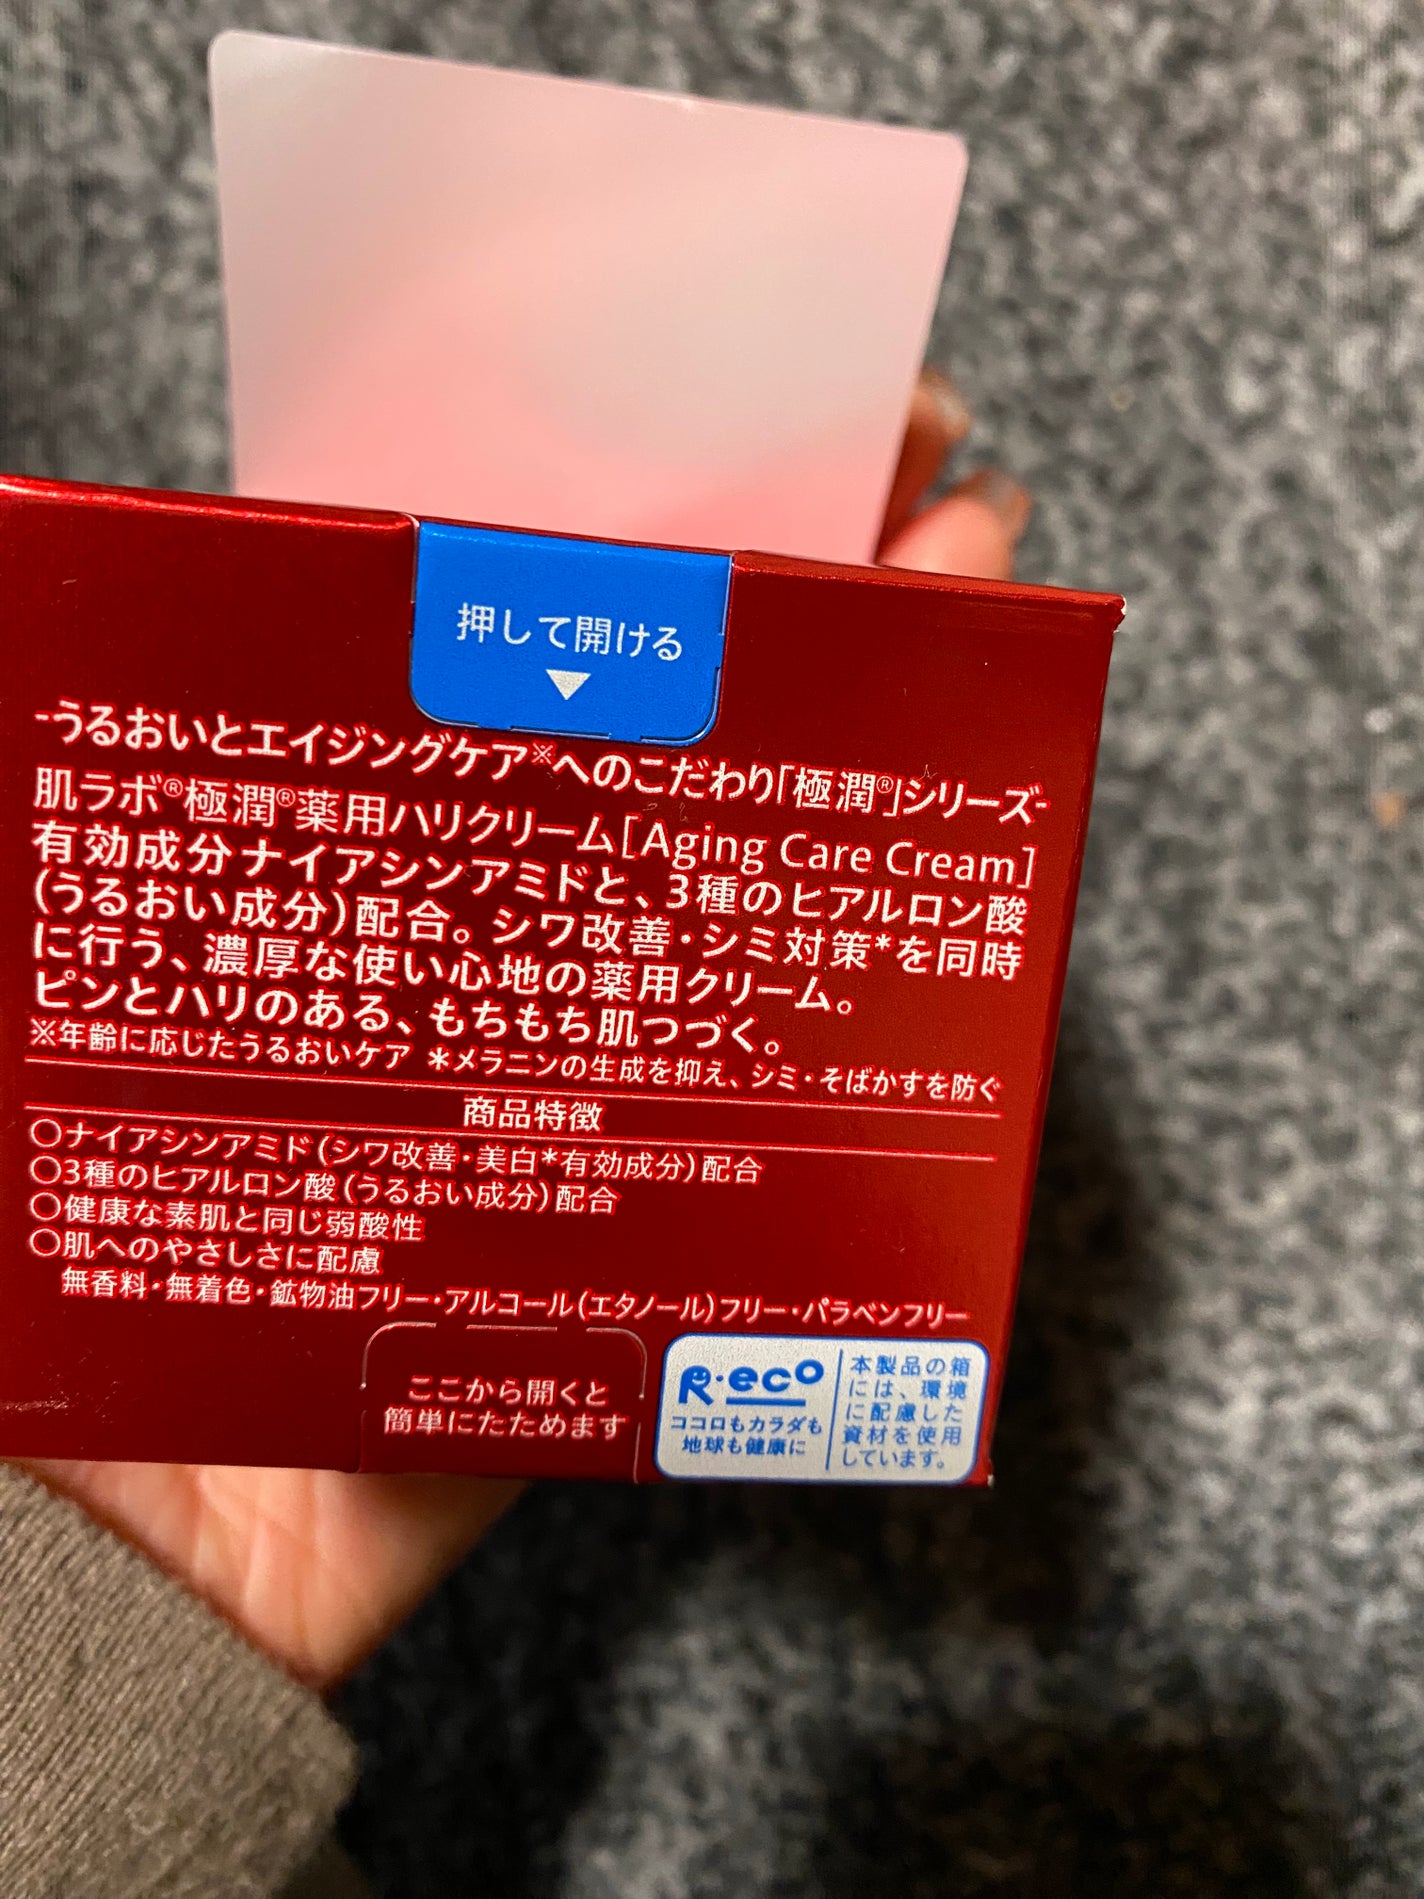 押して開ける
-うるおいとエイジングケア※へのこだわり「極潤®」シリーズ-
肌ラボ®極潤®薬用ハリクリーム[Aging Care Cream]
有効成分ナイアシンアミドと、3種のヒアルロン酸
(うるおい成分)配合。シワ改善・シミ対策*を同時
に行う、濃厚な使い心地の薬用クリーム。
ピンとハリのある、もちもち肌つづく。
※年齢に応じたうるおいケア *メラニンの生成を抑え、シミ・そばかすを防ぐ
商品特徴
○ナイアシンアミド(シワ改善・美白*有効成分)配合
○3種のヒアルロン酸(うるおい成分)配合
○健康な素肌と同じ弱酸性
○肌へのやさしさに配慮
無香料・無着色・鉱物油フリー・アルコール(エタノール)フリー・パラベンフリー
ここから開くと
簡単にたためます
R・eco
ココロもカラダも
地球も健康に
本製品の箱
には、環境
に配慮した
資材を使用
しています。